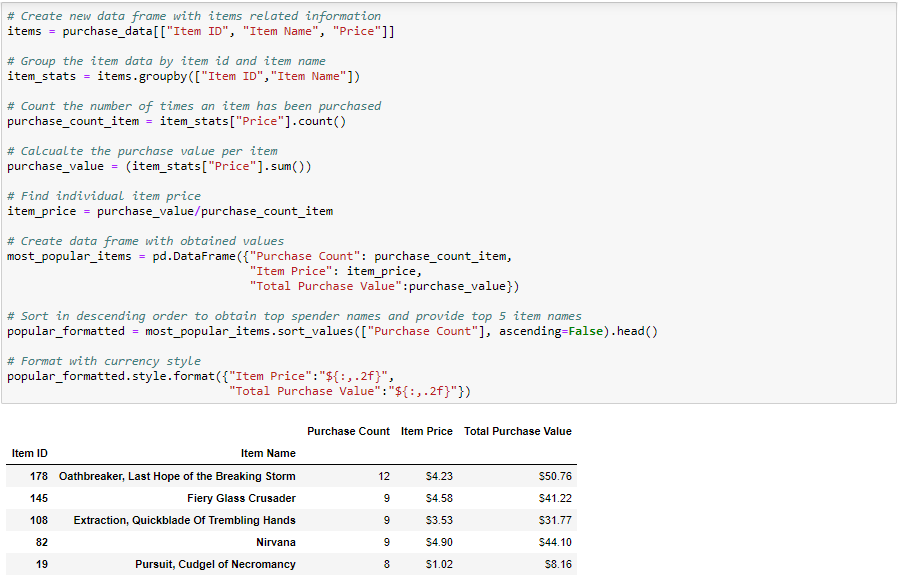 # Create new data frame with items related information
items = purchase_data[["Item ID", "Item Name", "Price"]]
# Group the item data by item id and item name
item_stats = items.groupby(["Item ID","Item Name"])
# Count the number of times an item has been purchased
purchase_count_item = item_stats["Price"].count()
# Calcualte the purchase value per item
purchase_value = (item_stats["Price"].sum())
# Find individual item price
item_price = purchase_value/purchase_count_item
# Create data frame with obtained values
most_popular_items = pd.DataFrame({"Purchase Count": purchase_count_item,
"Item Price": item_price,
"Total Purchase Value":purchase_value})
# Sort in descending order to obtain top spender names and provide top 5 item names
popular_formatted = most_popular_items.sort_values(["Purchase Count"], ascending=False).head()
# Format with currency style
popular_formatted.style.format({"Item Price":"${:,.2f}",
"Total Purchase Value":"${:,.2f}"})
Purchase Count Item Price Total Purchase Value
Item ID Item Name
178 Oathbreaker, Last Hope of the Breaking Storm 12 $4.23 $50.76
145 Fiery Glass Crusader 9 $4.58 $41.22
108 Extraction, Quickblade Of Trembling Hands 9 $3.53 $31.77
82 Nirvana 9 $4.90 $44.10
19 Pursuit, Cudgel of Necromancy 8 $1.02 $8.16